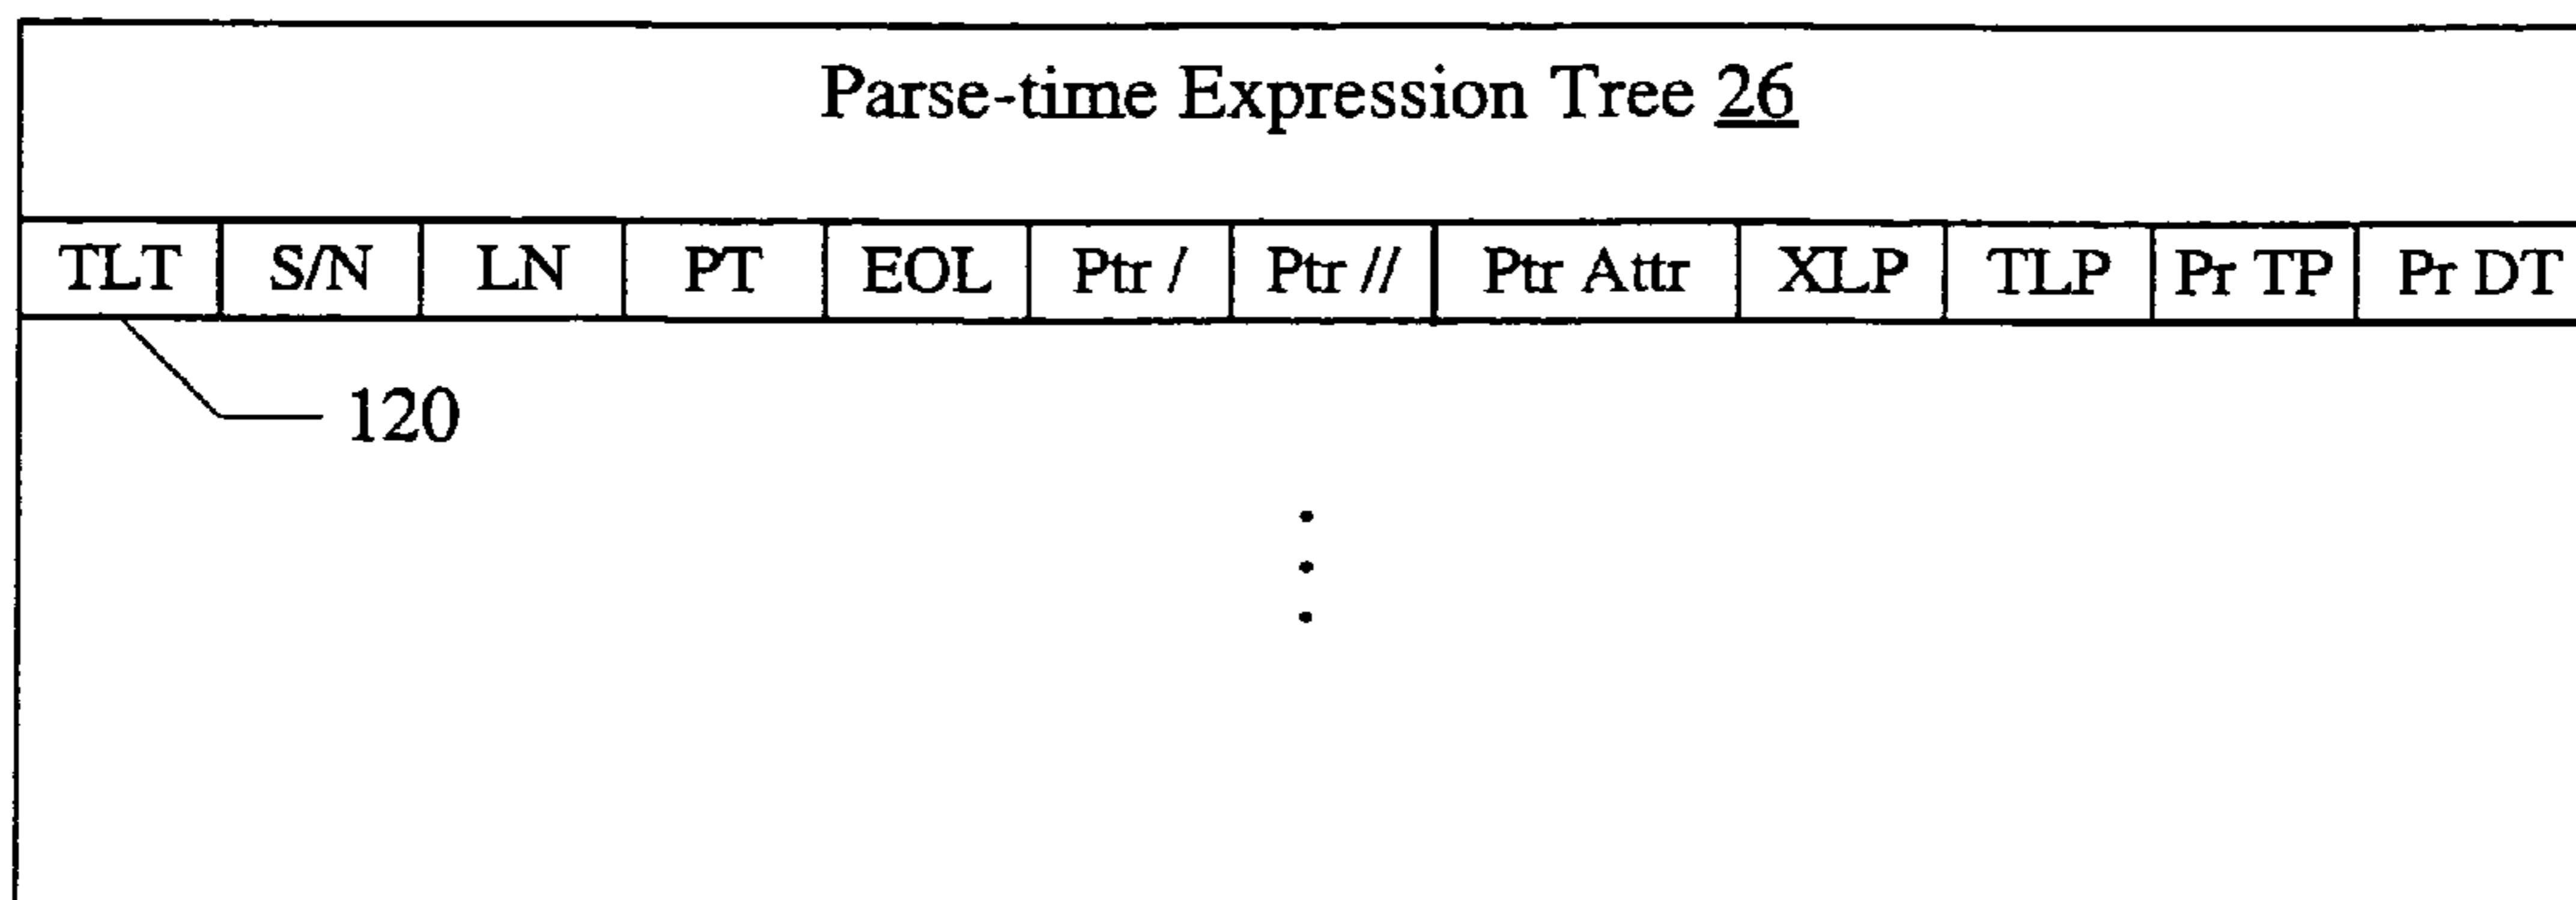 Parse-time Expression Tree 26
TLT S/N LN PT EOL Ptr / Ptr // Ptr Attr XLP TLP Pr TP Pr DT
120